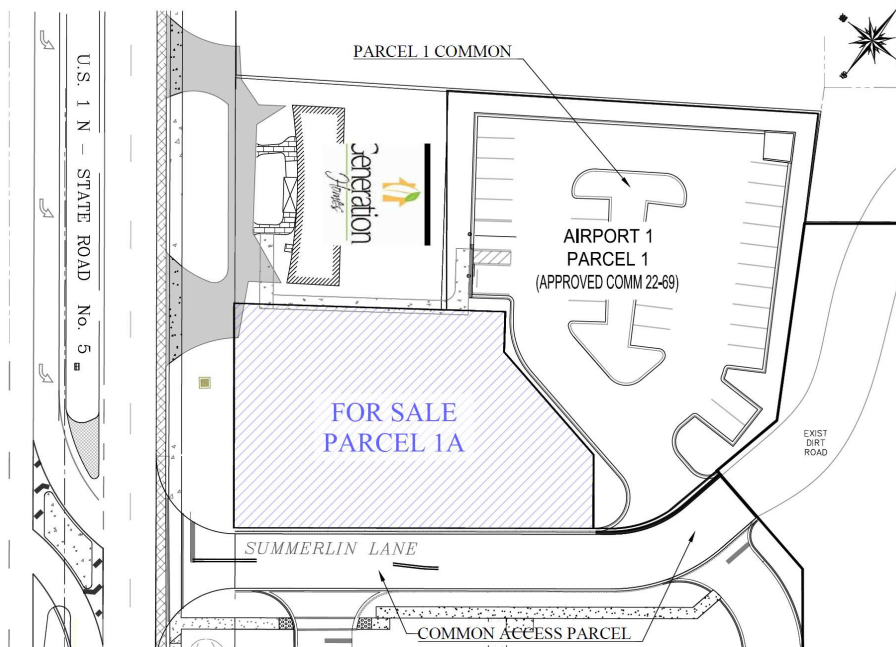 PARCEL 1 COMMON
U.S. 1 N - STATE ROAD No. 5
Generation
Homes
AIRPORT 1
PARCEL 1
(APPROVED COMM 22-69)
FOR SALE
PARCEL 1A
EXIST
DIRT
ROAD
SUMMERLIN LANE
COMMON ACCESS PARCEL